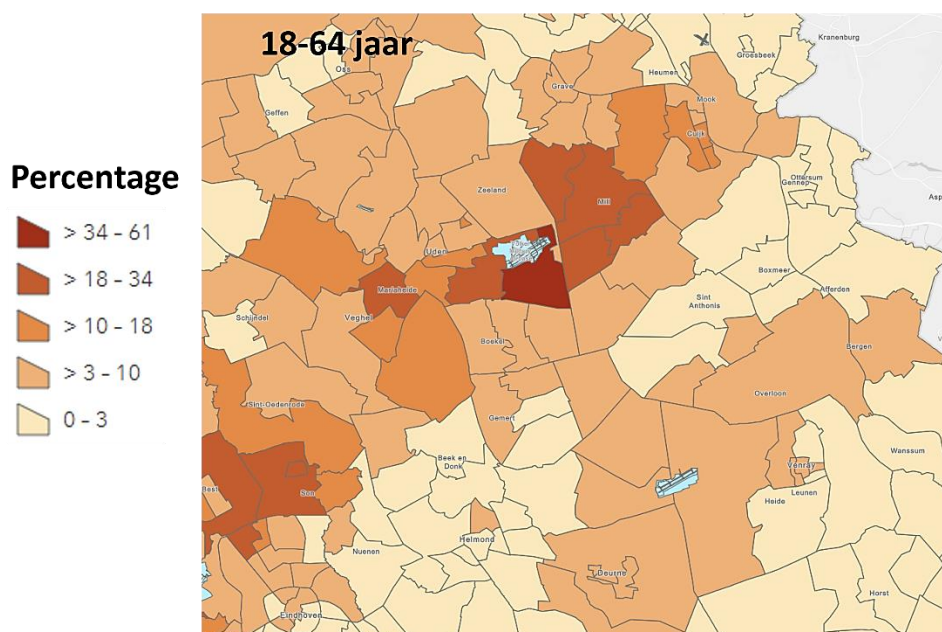 18-64 jaar
Percentage
> 34 - 61
> 18 - 34
> 10 - 18
> 3 - 10
0 - 3
Kranenburg
Groesbeek
Oss
Heumen
Grave
Mook
Geffen
Cuijk
Ottersum
Zeeland
Gennep
Mill
Uden
Boxmeer
Mariaheide
Afferden
Sint
Anthonis
Schijndel
Veghel
Boekel
Bergen
Overloon
Sint-Oedenrode
Gemert
Wanssum
Beek en
Donk
Venray
Best
Son
Leunen
Heide
Helmond
Nuenen
Deurne
Horst
Eindhoven